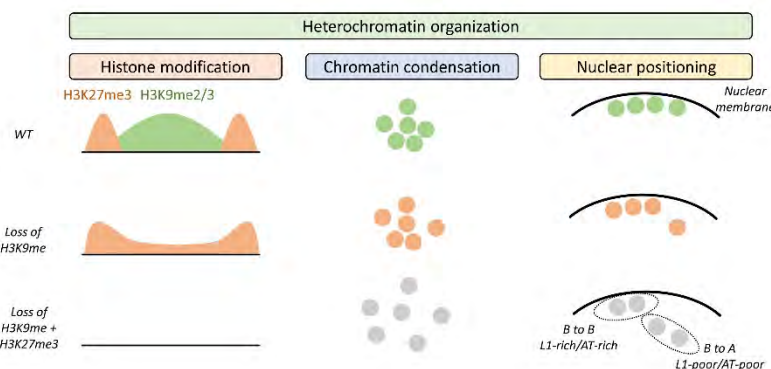 Heterochromatin organization
Histone modification
Chromatin condensation
Nuclear positioning
H3K27me3 H3K9me2/3
Nuclear
membrane
WT
Loss of
H3K9me
Loss of
H3K9me +
H3K27me3
B to B
L1-rich/AT-rich
B to A
L1-poor/AT-poor